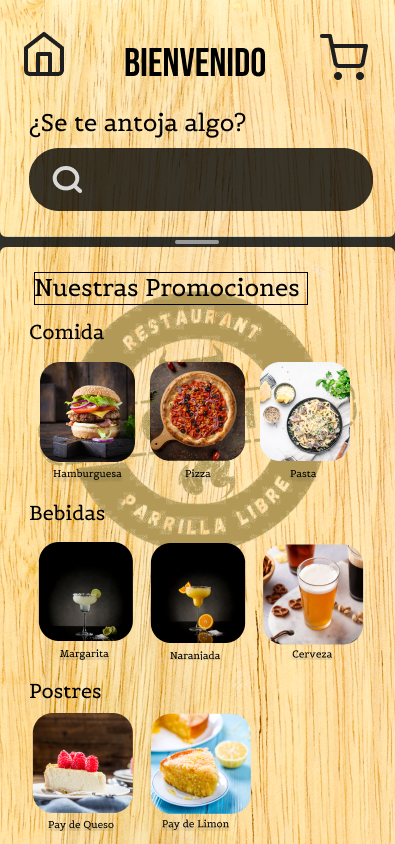 BIENVENIDO
¿Se te antoja algo?
Nuestras Promociones
RESTAURANT
Comida
Hamburguesa
Pizza
Pasta
PARRILLA LIBRE
Bebidas
Margarita
Naranjada
Cerveza
Postres
Pay de Queso
Pay de Limon